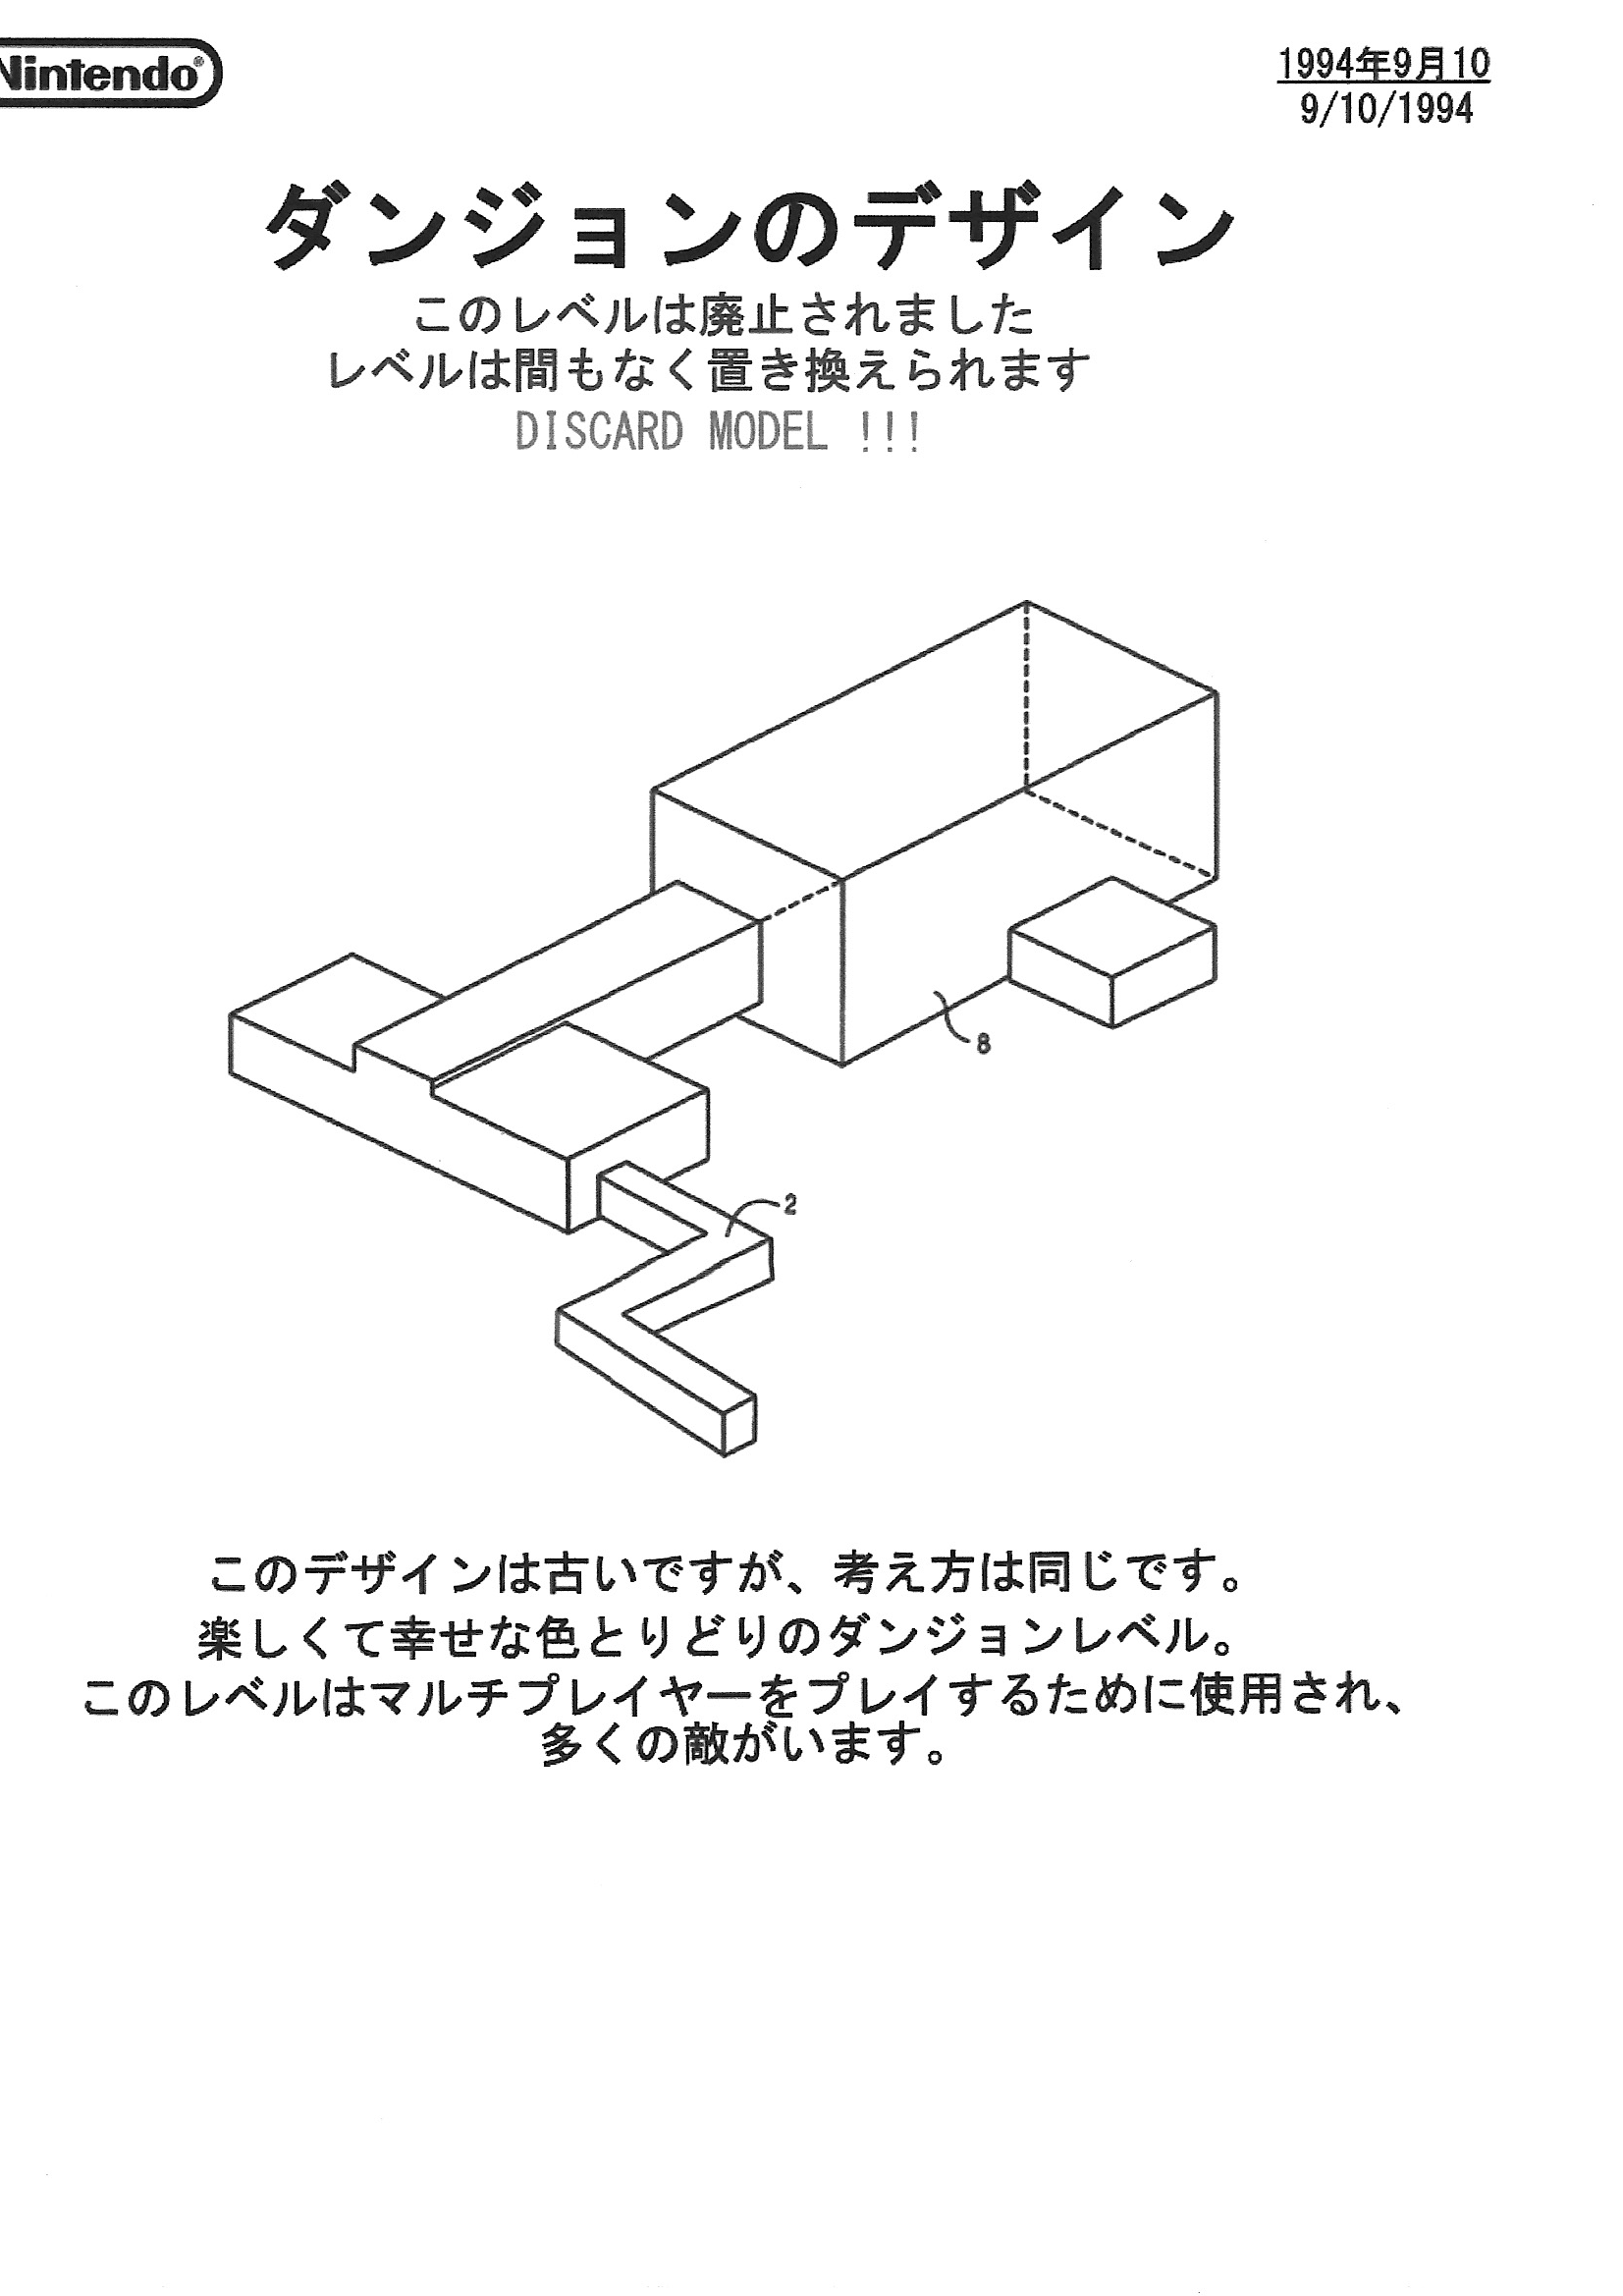 Nintendo®
1994年9月10
9/10/1994
ダンジョンのデザイン
このレベルは廃止されました
レベルは間もなく置き換えられます
DISCARD MODEL !!!
8
2
このデザインは古いですが、考え方は同じです。
楽しくて幸せな色とりどりのダンジョンレベル。
このレベルはマルチプレイヤーをプレイするために使用され、
多くの敵がいます。